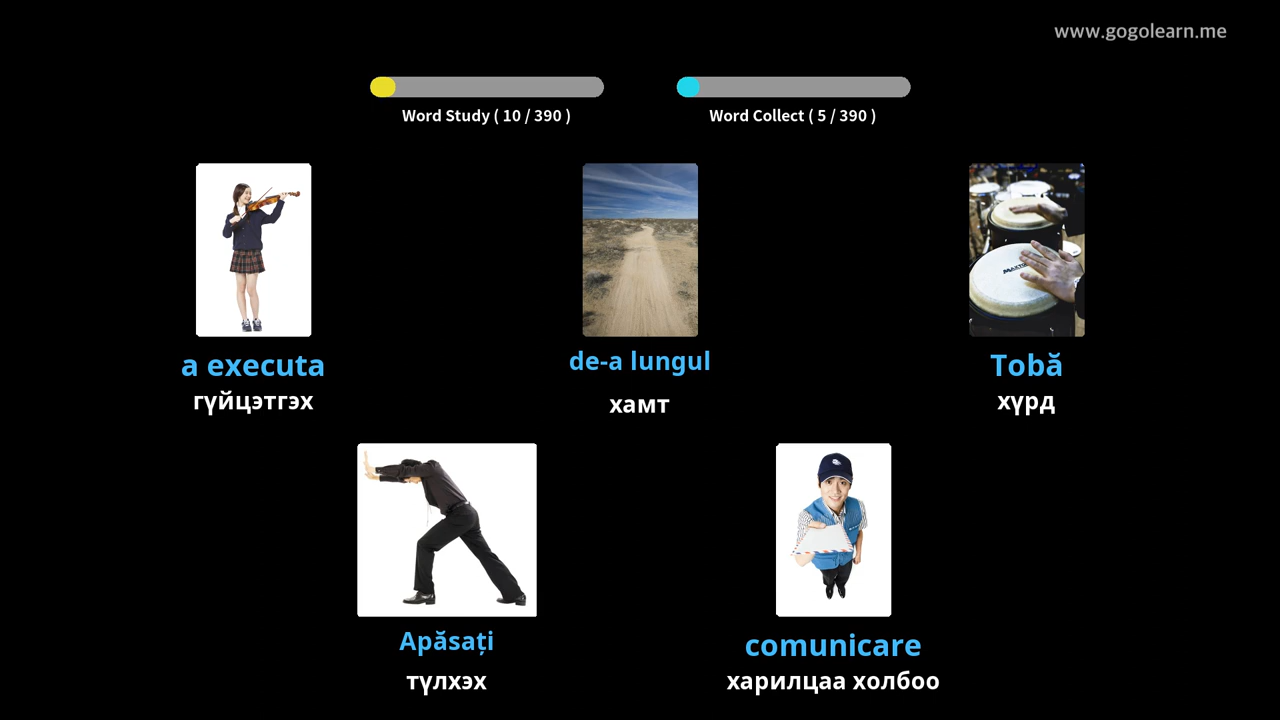 www.gogolearn.me
Word Study ( 10 / 390 )
Word Collect ( 5 / 390 )
a executa
гүйцэтгэх
de-a lungul
хамт
Tobă
хүрд
Apăsați
түлхэх
comunicare
харилцаа холбоо